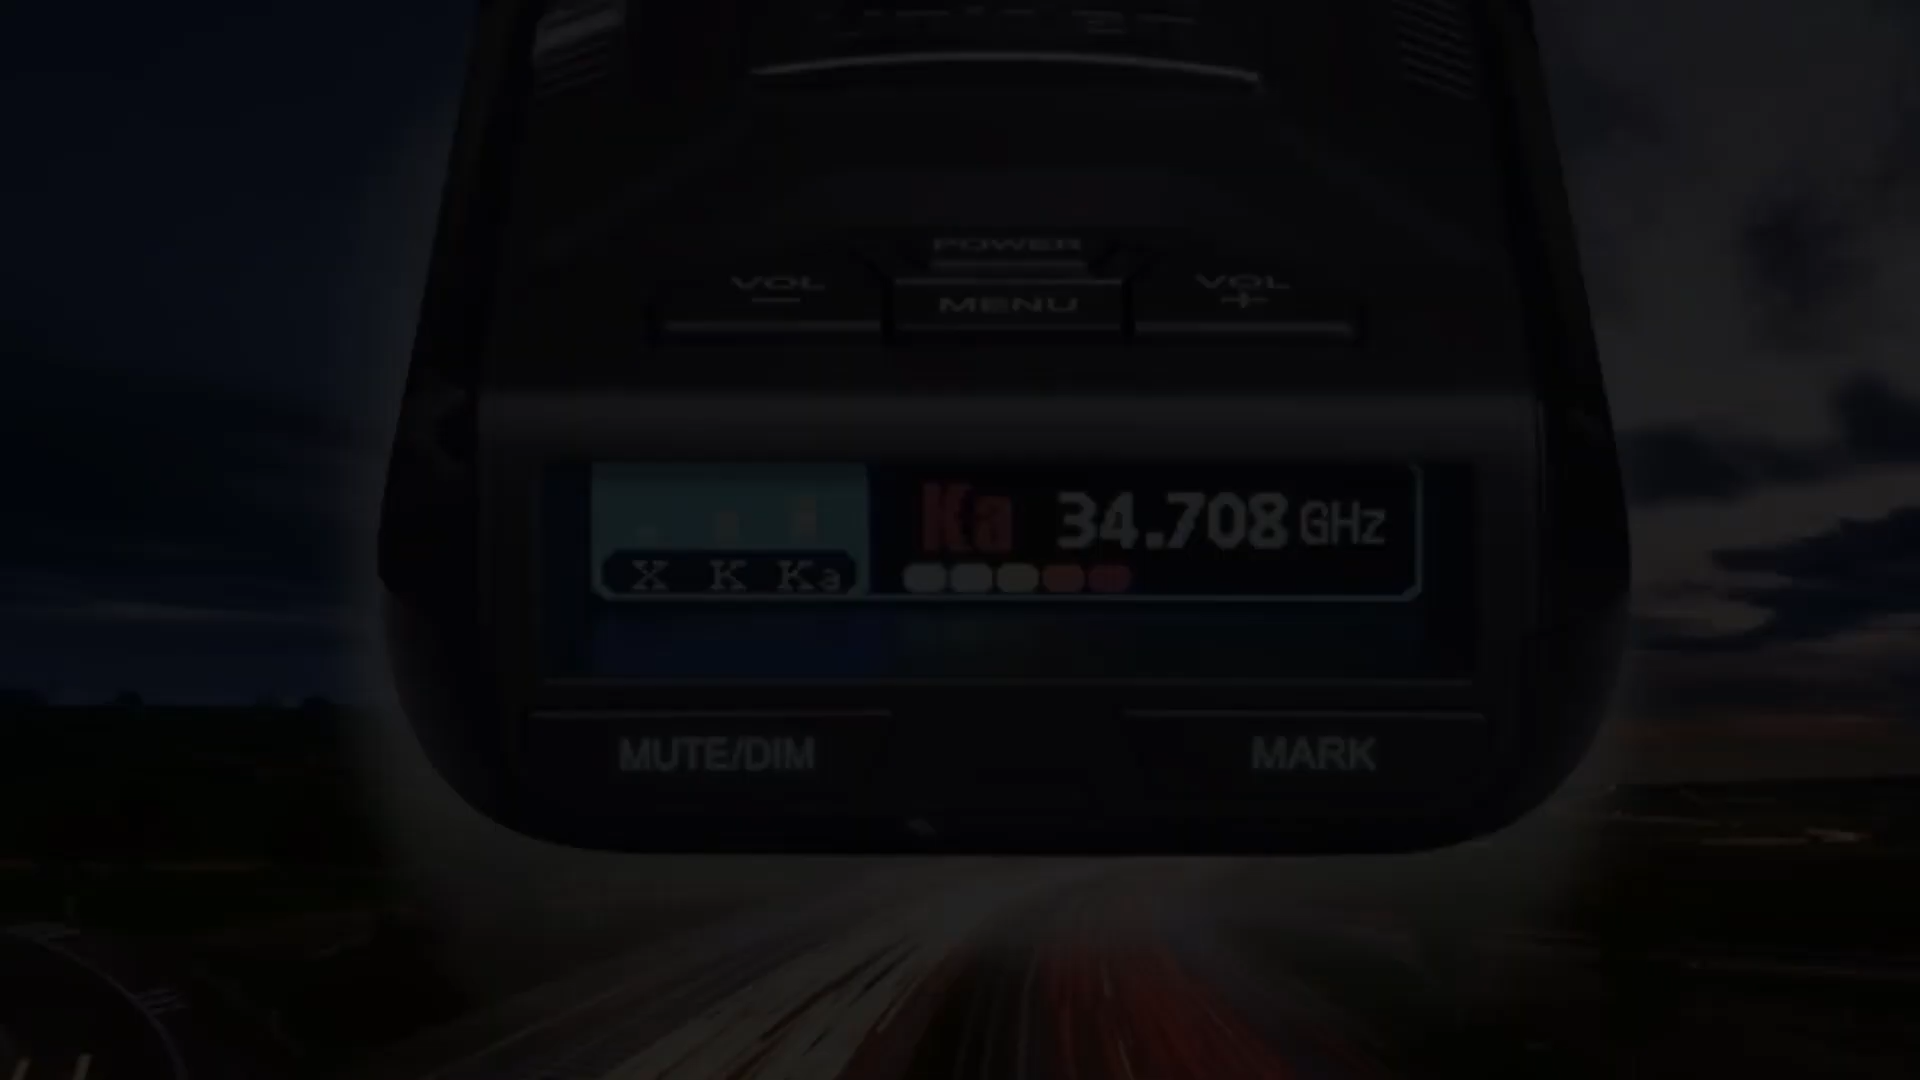 POWER
VOL
VOL
—
MENU
+
Ka 34.708 GHz
X K Ka
MUTE/DIM
MARK